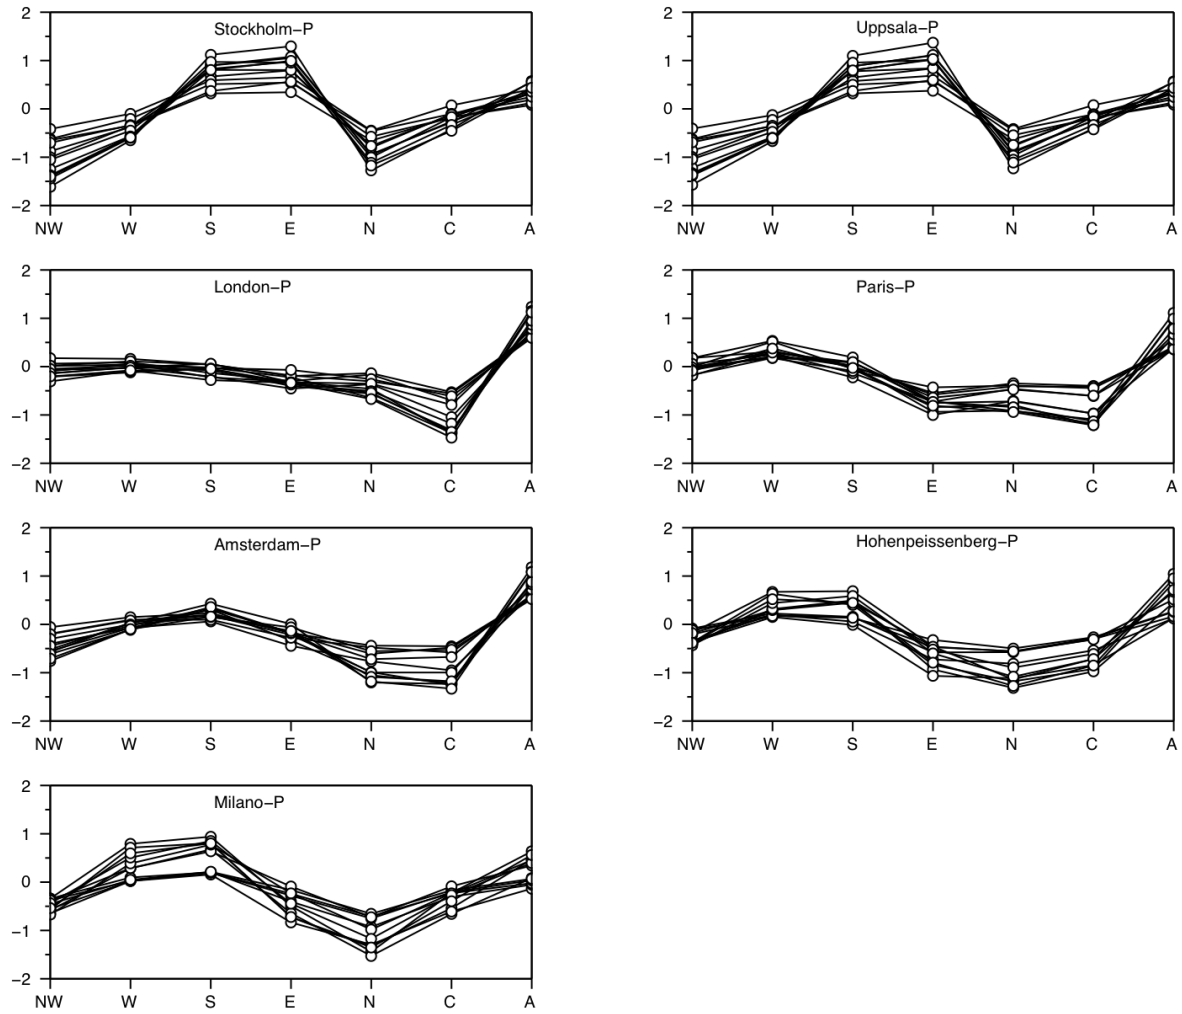 Stockholm–P
2
1
0
−1
−2
NW W S E N C A
Uppsala–P
2
1
0
−1
−2
NW W S E N C A
London–P
2
1
0
−1
−2
NW W S E N C A
Paris–P
2
1
0
−1
−2
NW W S E N C A
Amsterdam–P
2
1
0
−1
−2
NW W S E N C A
Hohenpeissenberg–P
2
1
0
−1
−2
NW W S E N C A
Milano–P
2
1
0
−1
−2
NW W S E N C A